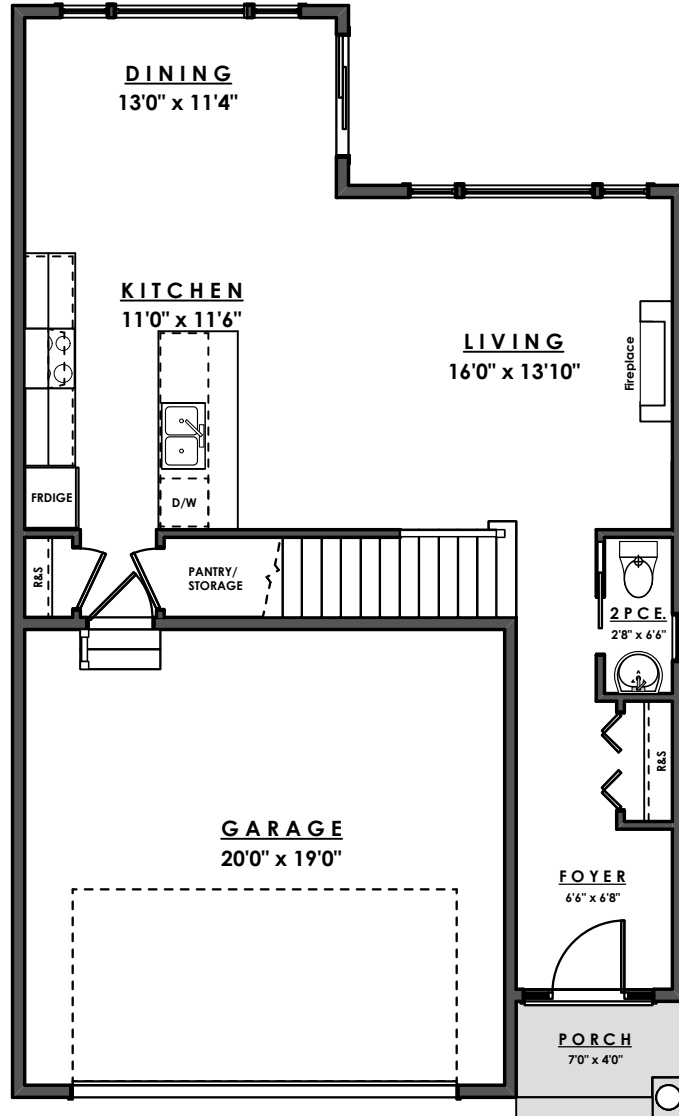 DINING
13'0" x 11'4"
KITCHEN
11'0" x 11'6"
LIVING
16'0" x 13'10"
Fireplace
FRDIGE
D/W
R&S
PANTRY/
STORAGE
2 PCE.
2'8" x 6'6"
R&S
GARAGE
20'0" x 19'0"
FOYER
6'6" x 6'8"
PORCH
7'0" x 4'0"